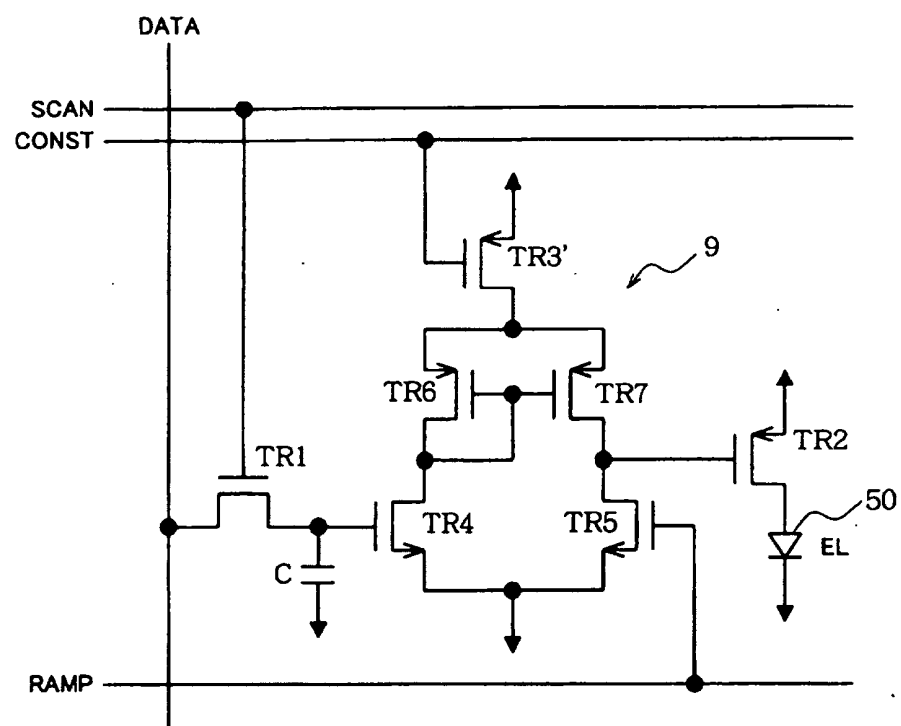 DATA
SCAN
CONST
TR3'
9
TR6
TR7
TR2
TR1
TR4
TR5
50
EL
C
RAMP